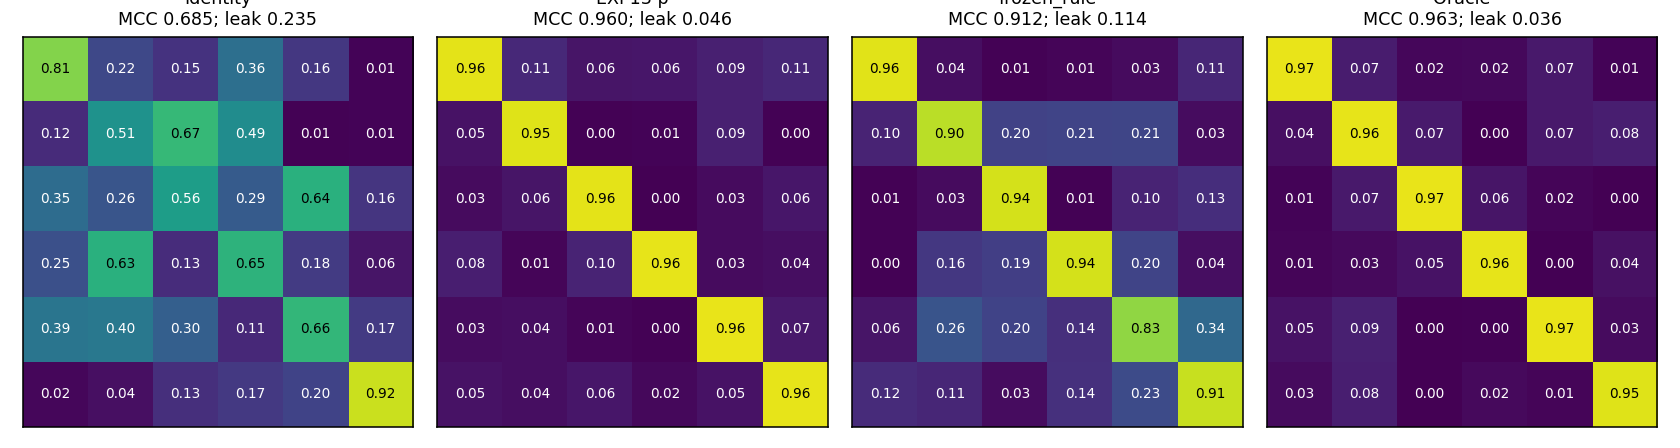 Identity
MCC 0.685; leak 0.235
0.81 0.22 0.15 0.36 0.16 0.01
0.12 0.51 0.67 0.49 0.01 0.01
0.35 0.26 0.56 0.29 0.64 0.16
0.25 0.63 0.13 0.65 0.18 0.06
0.39 0.40 0.30 0.11 0.66 0.17
0.02 0.04 0.13 0.17 0.20 0.92
MCC 0.960; leak 0.046
0.96 0.11 0.06 0.06 0.09 0.11
0.05 0.95 0.00 0.01 0.09 0.00
0.03 0.06 0.96 0.00 0.03 0.06
0.08 0.01 0.10 0.96 0.03 0.04
0.03 0.04 0.01 0.00 0.96 0.07
0.05 0.04 0.06 0.02 0.05 0.96
frozen_rule
MCC 0.912; leak 0.114
0.96 0.04 0.01 0.01 0.03 0.11
0.10 0.90 0.20 0.21 0.21 0.03
0.01 0.03 0.94 0.01 0.10 0.13
0.00 0.16 0.19 0.94 0.20 0.04
0.06 0.26 0.20 0.14 0.83 0.34
0.12 0.11 0.03 0.14 0.23 0.91
Oracle
MCC 0.963; leak 0.036
0.97 0.07 0.02 0.02 0.07 0.01
0.04 0.96 0.07 0.00 0.07 0.08
0.01 0.07 0.97 0.06 0.02 0.00
0.01 0.03 0.05 0.96 0.00 0.04
0.05 0.09 0.00 0.00 0.97 0.03
0.03 0.08 0.00 0.02 0.01 0.95